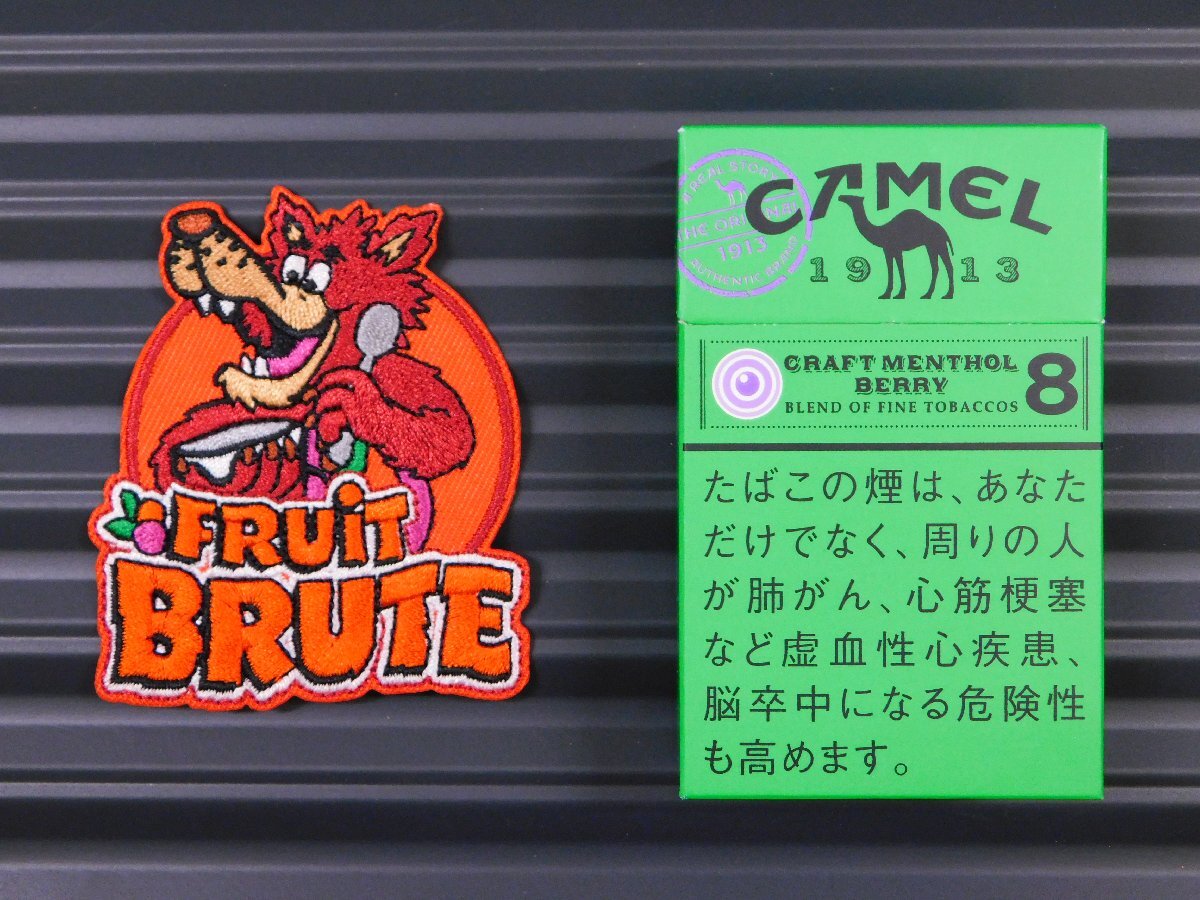 FRUiT
BRUTE
A REAL STORY
THE ORIGINAL
1913
AUTHENTIC BRAND
CAMEL
1913
CRAFT MENTHOL
BERRY
BLEND OF FINE TOBACCOS
8
たばこの煙は、あなた
だけでなく、周りの人
が肺がん、心筋梗塞
など虚血性心疾患、
脳卒中になる危険性
も高めます。